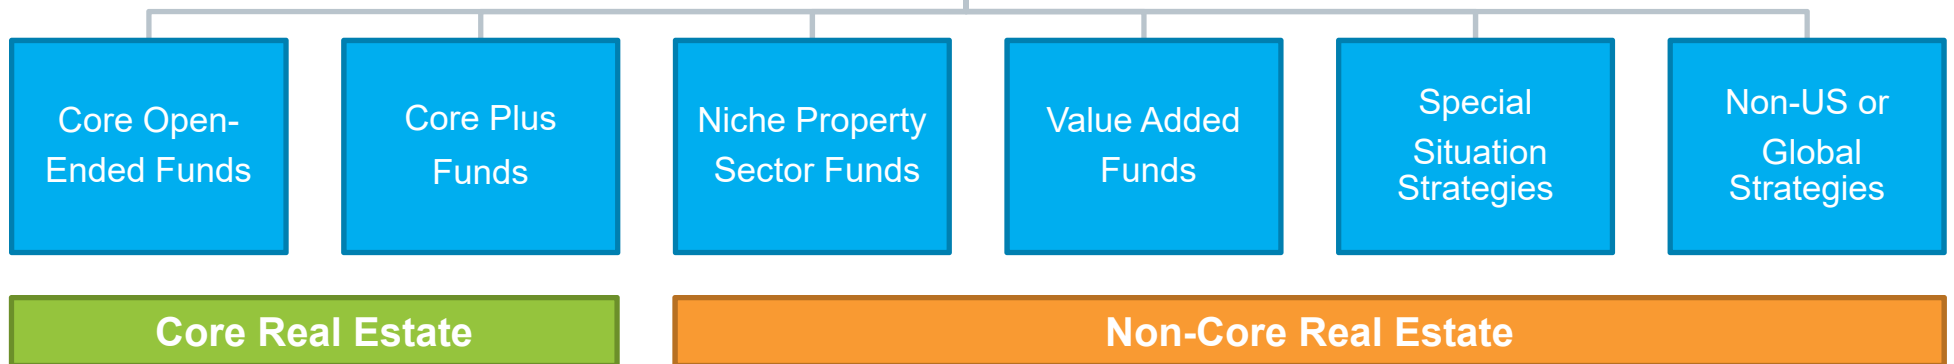 Core Open-
Ended Funds
Core Plus
Funds
Niche Property
Sector Funds
Value Added
Funds
Special
Situation
Strategies
Non-US or
Global
Strategies
Core Real Estate
Non-Core Real Estate